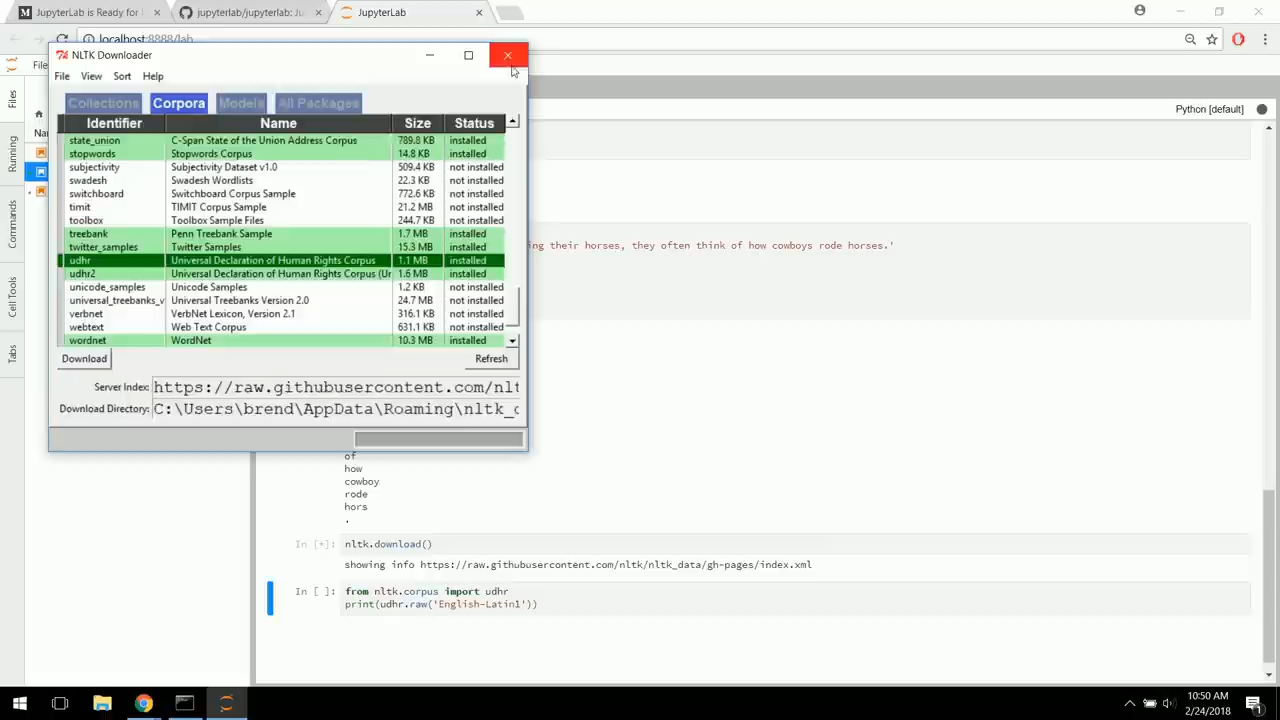 JupyterLab is Ready for
jupyterlab/jupyterlab: J
JupyterLab
localhost:8888/lab
File
NLTK Downloader
File View Sort Help
Collections Corpora Models All Packages
Identifier Name Size Status
state_union C-Span State of the Union Address Corpus 789.8 KB installed
stopwords Stopwords Corpus 14.8 KB installed
subjectivity Subjectivity Dataset v1.0 509.4 KB not installed
swadesh Swadesh Wordlists 22.3 KB not installed
switchboard Switchboard Corpus Sample 772.6 KB not installed
timit TIMIT Corpus Sample 21.2 MB not installed
toolbox Toolbox Sample Files 244.7 KB not installed
treebank Penn Treebank Sample 1.7 MB installed
twitter_samples Twitter Samples 15.3 MB installed
udhr Universal Declaration of Human Rights Corpus 1.1 MB installed
udhr2 Universal Declaration of Human Rights Corpus (Ur 1.6 MB installed
unicode_samples Unicode Samples 1.2 KB not installed
universal_treebanks_v Universal Treebanks Version 2.0 24.7 MB not installed
verbnet VerbNet Lexicon, Version 2.1 316.1 KB not installed
webtext Web Text Corpus 631.1 KB not installed
wordnet WordNet 10.3 MB installed
Download Refresh
Server Index: https://raw.githubusercontent.com/nlt
Download Directory: C:\Users\brend\AppData\Roaming\nltk_d
Files
Running
Commands
Cell Tools
Tabs
Na
Python [default]
ing their horses, they often think of how cowboys rode horses.'
of
how
cowboy
rode
hors
.
In [*]: nltk.download()
showing info https://raw.githubusercontent.com/nltk/nltk_data/gh-pages/index.xml
In [ ]: from nltk.corpus import udhr
print(udhr.raw('English-Latin1'))
10:50 AM
2/24/2018
1